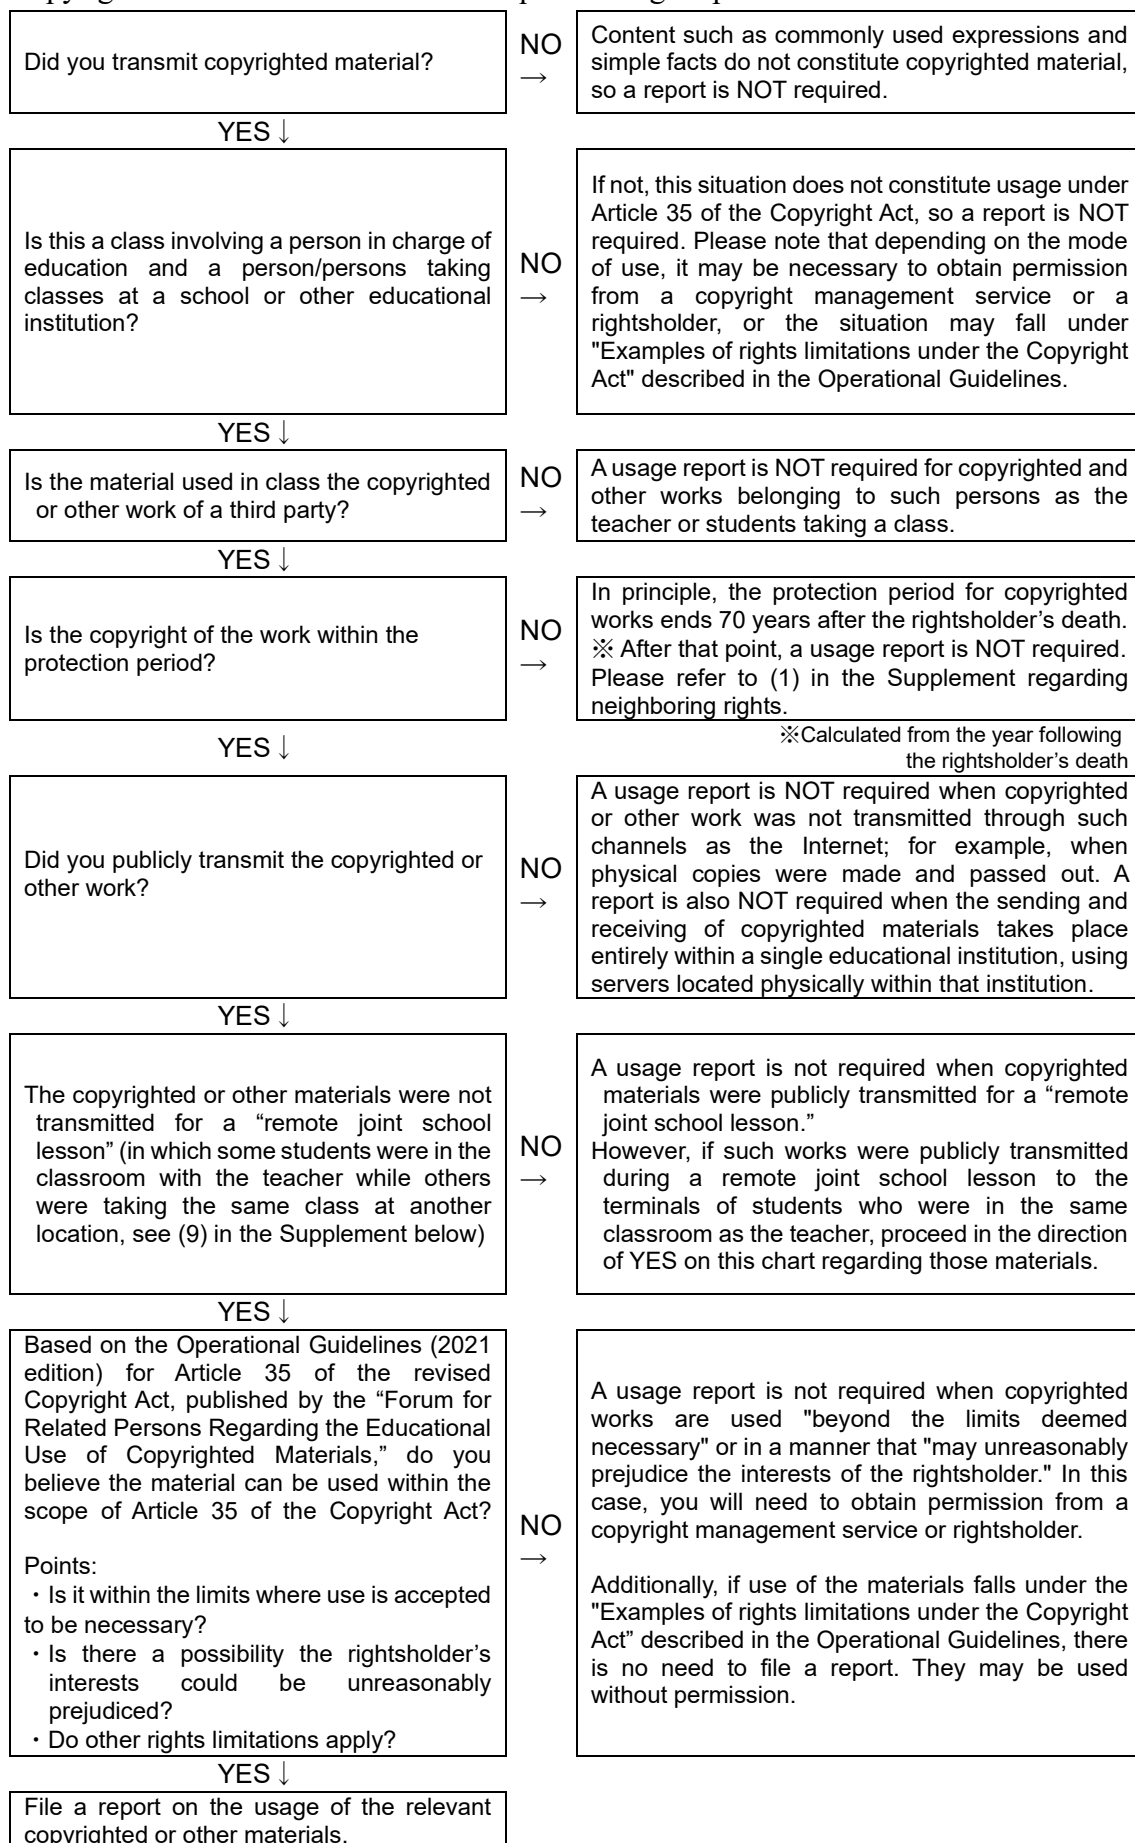 Did you transmit copyrighted material?
NO
→
Content such as commonly used expressions and
simple facts do not constitute copyrighted material,
so a report is NOT required.
YES ↓
Is this a class involving a person in charge of
education and a person/persons taking
classes at a school or other educational
institution?
NO
→
If not, this situation does not constitute usage under
Article 35 of the Copyright Act, so a report is NOT
required. Please note that depending on the mode
of use, it may be necessary to obtain permission
from a copyright management service or a
rightsholder, or the situation may fall under
"Examples of rights limitations under the Copyright
Act" described in the Operational Guidelines.
YES ↓
Is the material used in class the copyrighted
or other work of a third party?
NO
→
A usage report is NOT required for copyrighted and
other works belonging to such persons as the
teacher or students taking a class.
YES ↓
Is the copyright of the work within the
protection period?
NO
→
In principle, the protection period for copyrighted
works ends 70 years after the rightsholder’s death.
※ After that point, a usage report is NOT required.
Please refer to (1) in the Supplement regarding
neighboring rights.
YES ↓
※Calculated from the year following
the rightsholder’s death
Did you publicly transmit the copyrighted or
other work?
NO
→
A usage report is NOT required when copyrighted
or other work was not transmitted through such
channels as the Internet; for example, when
physical copies were made and passed out. A
report is also NOT required when the sending and
receiving of copyrighted materials takes place
entirely within a single educational institution, using
servers located physically within that institution.
YES ↓
The copyrighted or other materials were not
transmitted for a “remote joint school
lesson” (in which some students were in the
classroom with the teacher while others
were taking the same class at another
location, see (9) in the Supplement below)
NO
→
A usage report is not required when copyrighted
materials were publicly transmitted for a “remote
joint school lesson.”
However, if such works were publicly transmitted
during a remote joint school lesson to the
terminals of students who were in the same
classroom as the teacher, proceed in the direction
of YES on this chart regarding those materials.
YES ↓
Based on the Operational Guidelines (2021
edition) for Article 35 of the revised
Copyright Act, published by the “Forum for
Related Persons Regarding the Educational
Use of Copyrighted Materials,” do you
believe the material can be used within the
scope of Article 35 of the Copyright Act?
Points:
・Is it within the limits where use is accepted
to be necessary?
・Is there a possibility the rightsholder’s
interests could be unreasonably
prejudiced?
・Do other rights limitations apply?
NO
→
A usage report is not required when copyrighted
works are used "beyond the limits deemed
necessary" or in a manner that "may unreasonably
prejudice the interests of the rightsholder." In this
case, you will need to obtain permission from a
copyright management service or rightsholder.
Additionally, if use of the materials falls under the
"Examples of rights limitations under the Copyright
Act” described in the Operational Guidelines, there
is no need to file a report. They may be used
without permission.
YES ↓
File a report on the usage of the relevant
copyrighted or other materials.